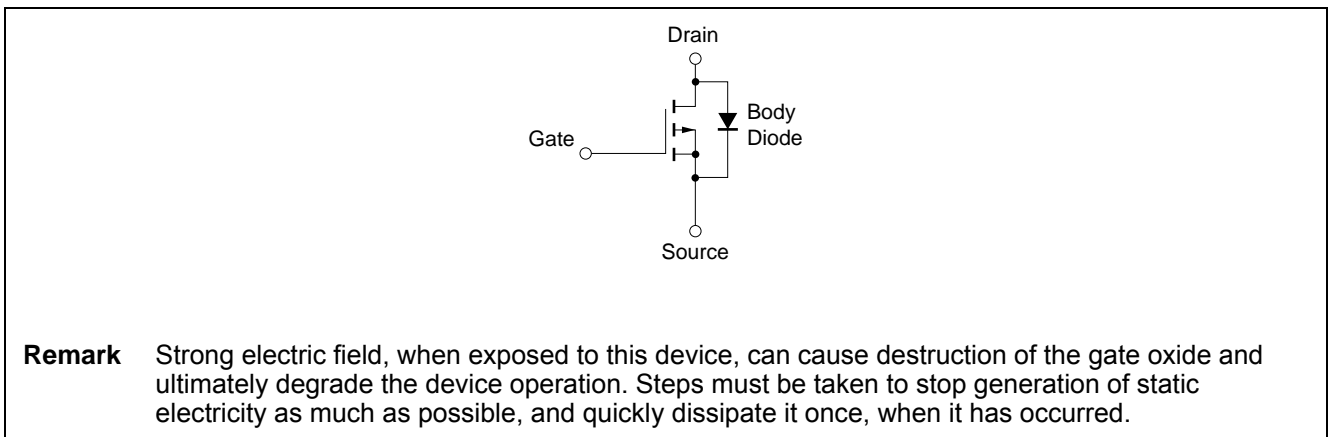 Drain
Body
Diode
Gate
Source
Remark Strong electric field, when exposed to this device, can cause destruction of the gate oxide and
ultimately degrade the device operation. Steps must be taken to stop generation of static
electricity as much as possible, and quickly dissipate it once, when it has occurred.